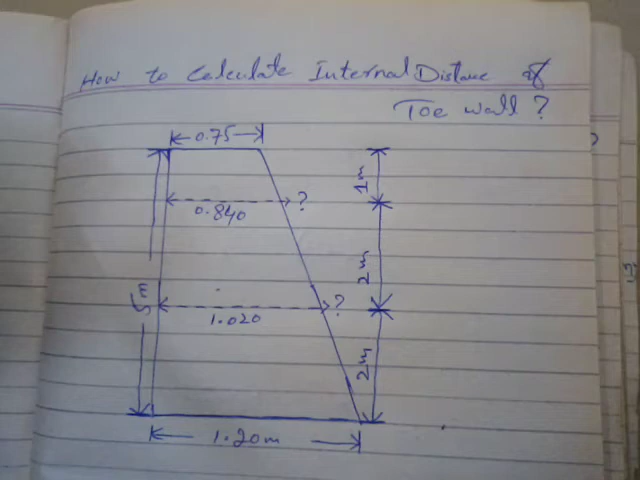 How to Calculate Internal Distance of
Toe wall ?
0.75
1m
0.840 ?
2m
5m
1.020 ?
2m
1.20m